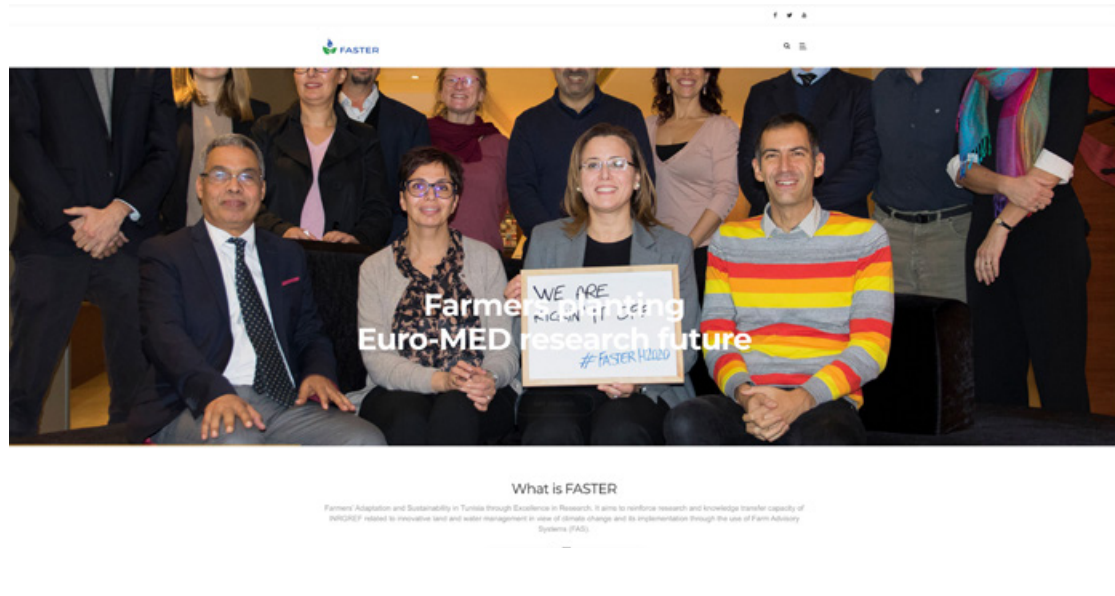 FASTER
WE ARE
Farmers planting
Euro-MED research future
#FASTER H2020
What is FASTER
Farmers' Adaptation and Sustainability in Tunisia through Excellence in Research. It aims to reinforce research and knowledge transfer capacity of
INRGREF related to innovative land and water management in view of climate change and its implementation through the use of Farm Advisory
Systems (FAS).